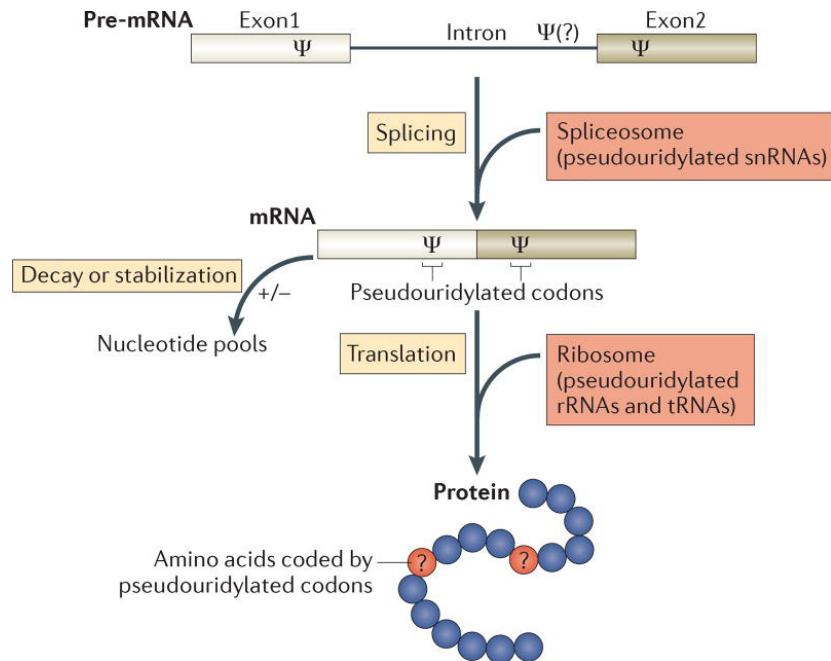 Pre-mRNA
Exon1
Ψ
Intron
Ψ(?)
Exon2
Ψ
Splicing
Spliceosome
(pseudouridylated snRNAs)
mRNA
Ψ
Ψ
Decay or stabilization
+/–
Pseudouridylated codons
Nucleotide pools
Translation
Ribosome
(pseudouridylated
rRNAs and tRNAs)
Protein
Amino acids coded by
pseudouridylated codons
?
?